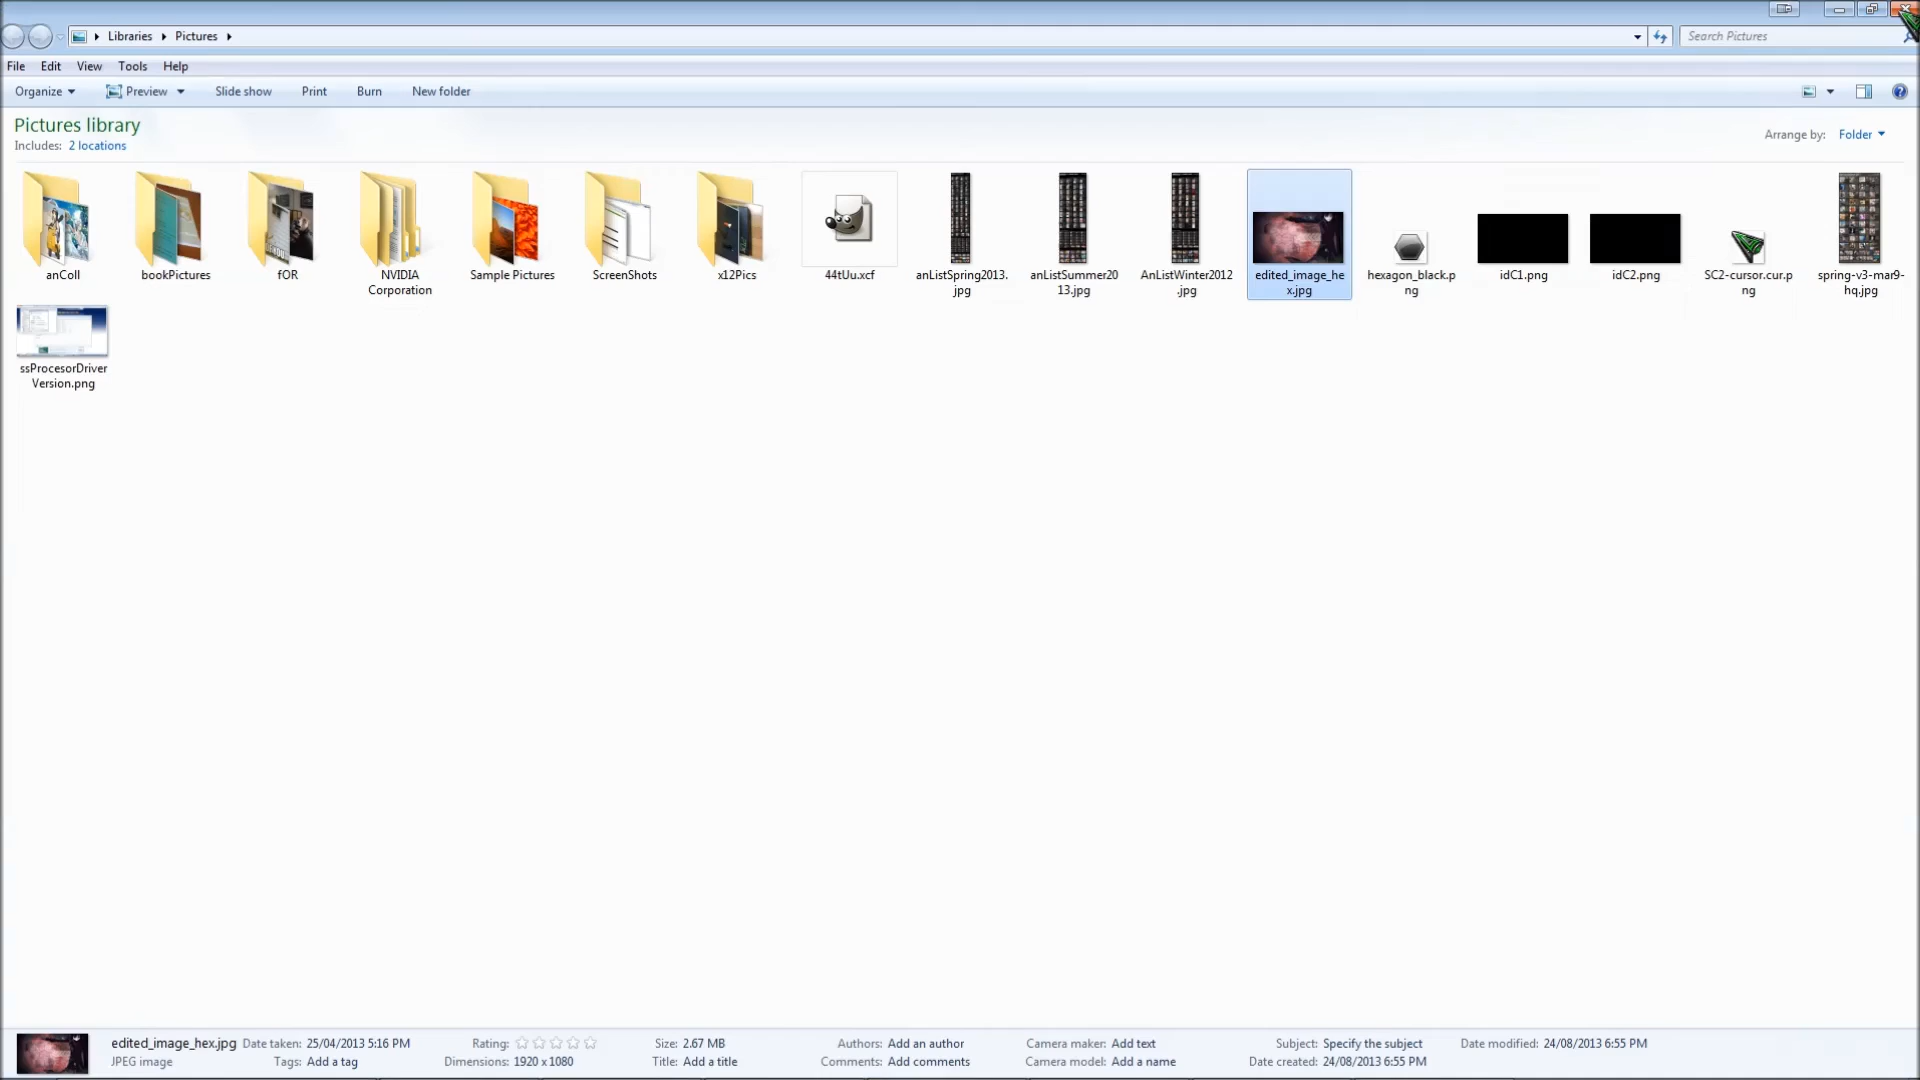 Libraries Pictures
Search Pictures
File Edit View Tools Help
Organize Preview Slide show Print Burn New folder
Pictures library
Includes: 2 locations
Arrange by: Folder
anColl
bookPictures
fOR
NVIDIA
Corporation
Sample Pictures
ScreenShots
x12Pics
44tUu.xcf
anListSpring2013.
jpg
anListSummer20
13.jpg
AnListWinter2012
.jpg
edited_image_he
x.jpg
hexagon_black.p
ng
idC1.png
idC2.png
SC2-cursor.cur.p
ng
spring-v3-mar9-
hq.jpg
ssProcesorDriver
Version.png
edited_image_hex.jpg Date taken: 25/04/2013 5:16 PM Rating: Size: 2.67 MB Authors: Add an author Camera maker: Add text Subject: Specify the subject Date modified: 24/08/2013 6:55 PM
JPEG image Tags: Add a tag Dimensions: 1920 x 1080 Title: Add a title Comments: Add comments Camera model: Add a name Date created: 24/08/2013 6:55 PM